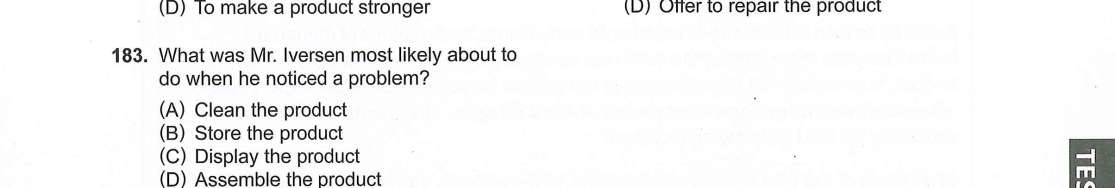 (D) To make a product stronger
(D) Offer to repair the product
183. What was Mr. Iversen most likely about to
do when he noticed a problem?
(A) Clean the product
(B) Store the product
(C) Display the product
(D) Assemble the product
TES